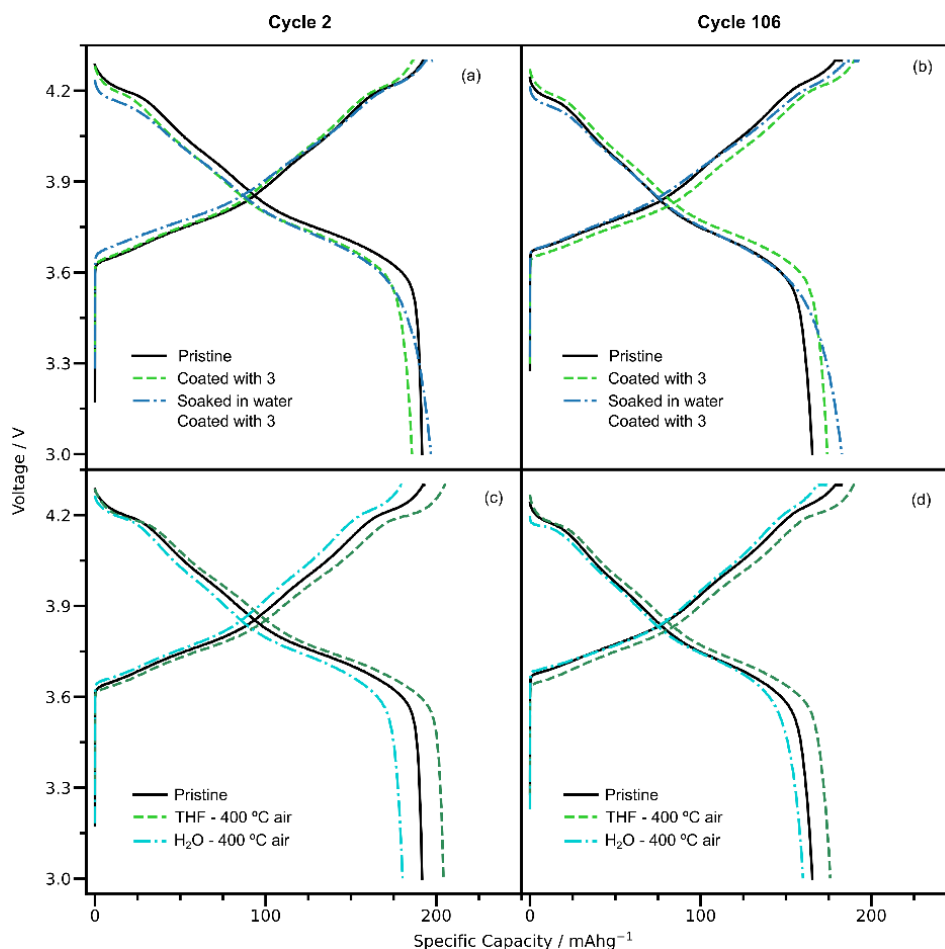 Cycle 2
Cycle 106
(a)
(b)
4.2
3.9
3.6
3.3
3.0
Pristine
Coated with 3
Soaked in water
Coated with 3
Pristine
Coated with 3
Soaked in water
Coated with 3
Voltage / V
(c)
(d)
4.2
3.9
3.6
3.3
3.0
Pristine
THF - 400 ºC air
H₂O - 400 ºC air
Pristine
THF - 400 ºC air
H₂O - 400 ºC air
0 100 200 0 100 200
Specific Capacity / mAhg⁻¹